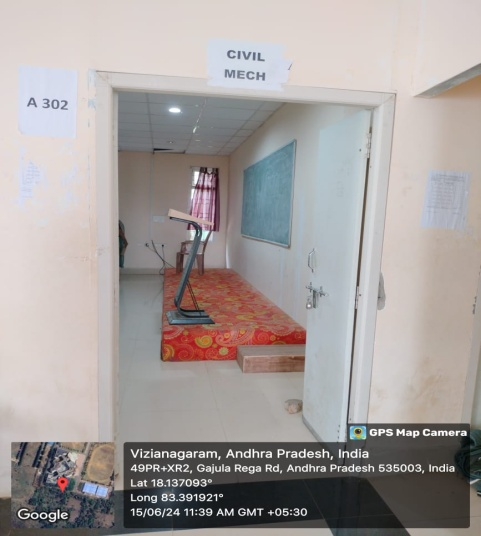 CIVIL
MECH
A 302
GPS Map Camera
Vizianagaram, Andhra Pradesh, India
49PR+XR2, Gajula Rega Rd, Andhra Pradesh 535003, India
Lat 18.137093°
Long 83.391921°
15/06/24 11:39 AM GMT +05:30
Google